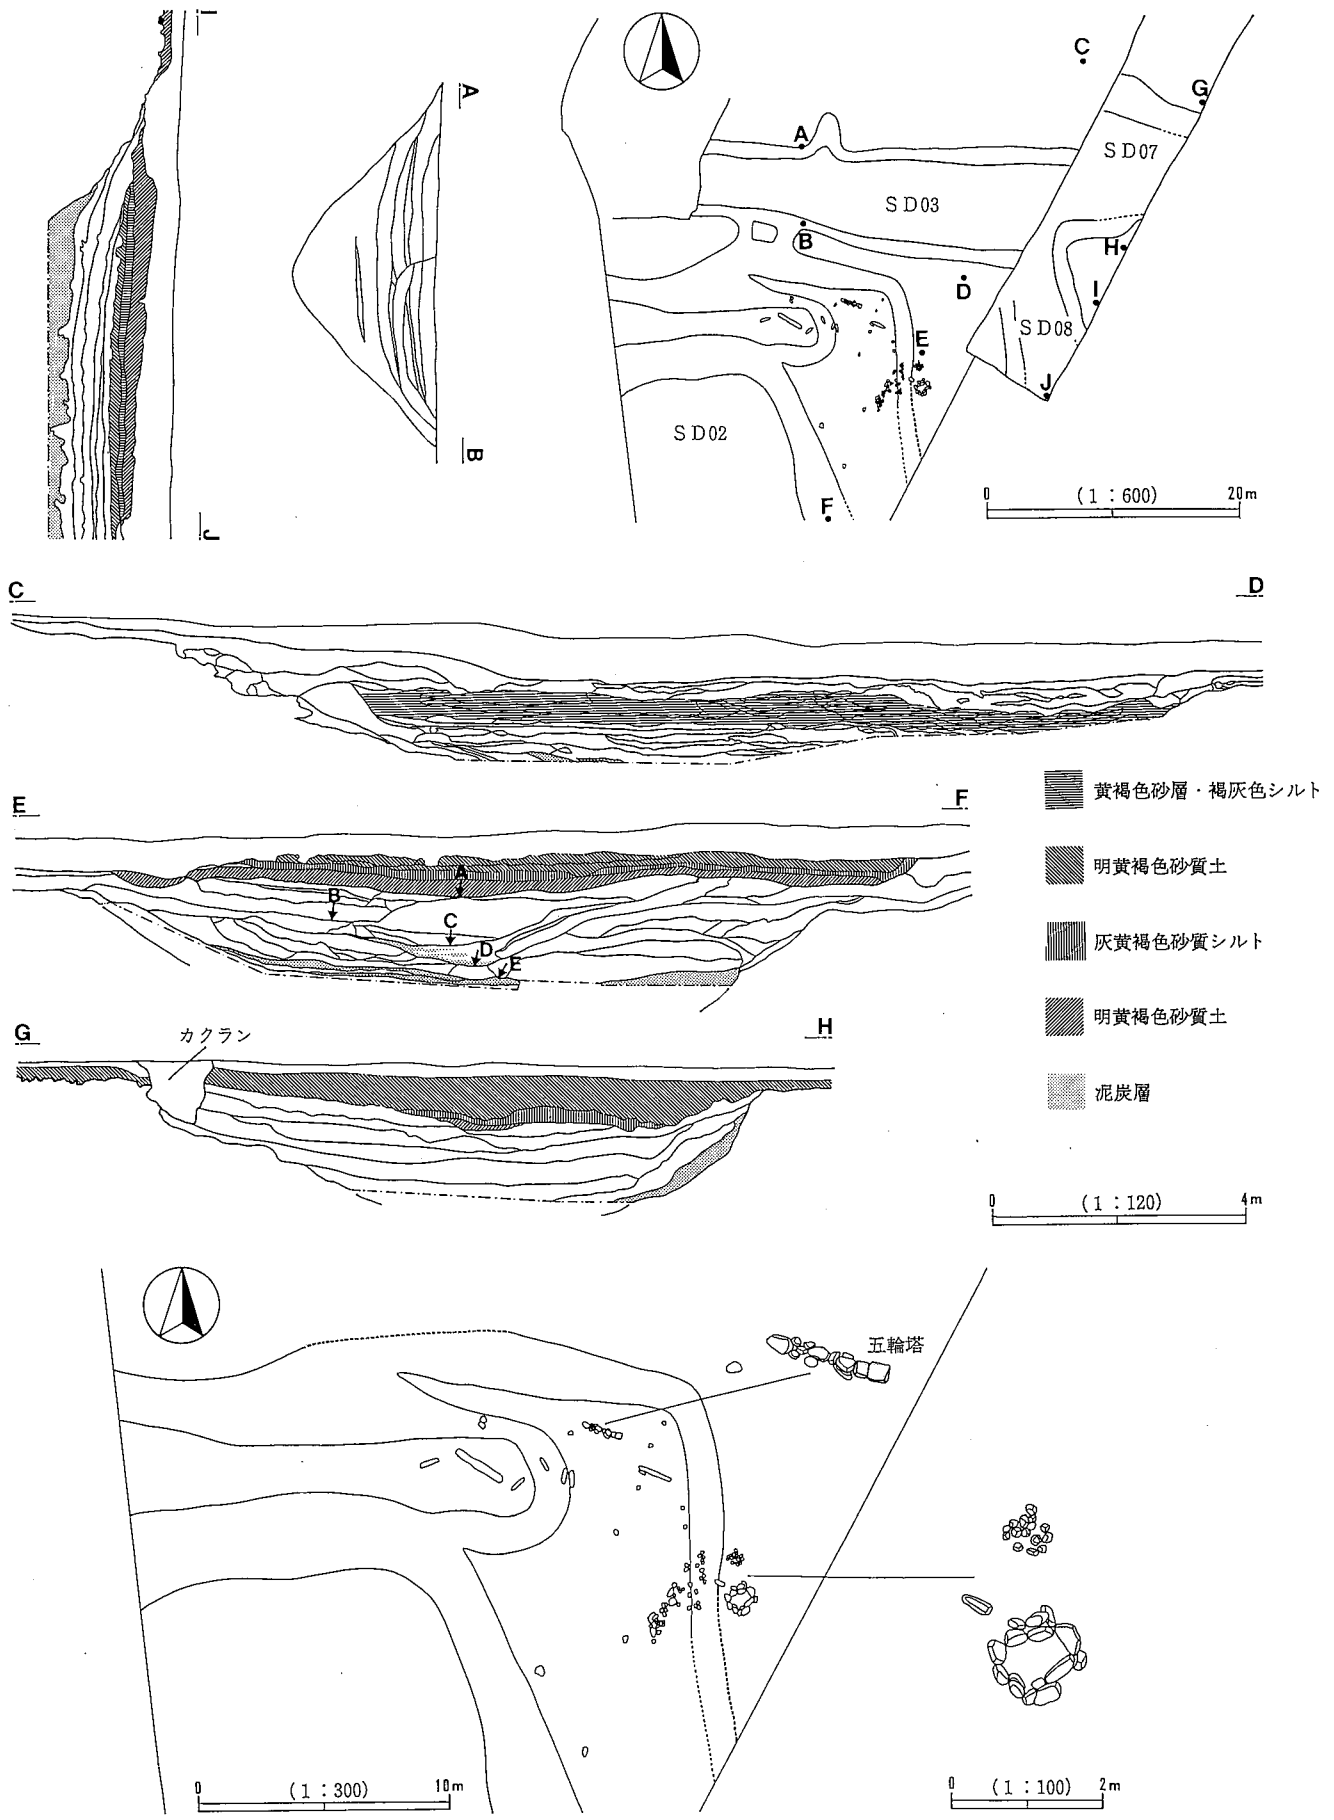 I
J
A
B
A
B
C
D
E
F
G
H
I
J
SD03
SD07
SD08
SD02
0 (1：600) 20m
C
D
E
F
A
B
C
D
E
G
カクラン
H
黄褐色砂層・褐灰色シルト
明黄褐色砂質土
灰黄褐色砂質シルト
明黄褐色砂質土
泥炭層
0 (1：120) 4m
五輪塔
0 (1：300) 10m
0 (1：100) 2m